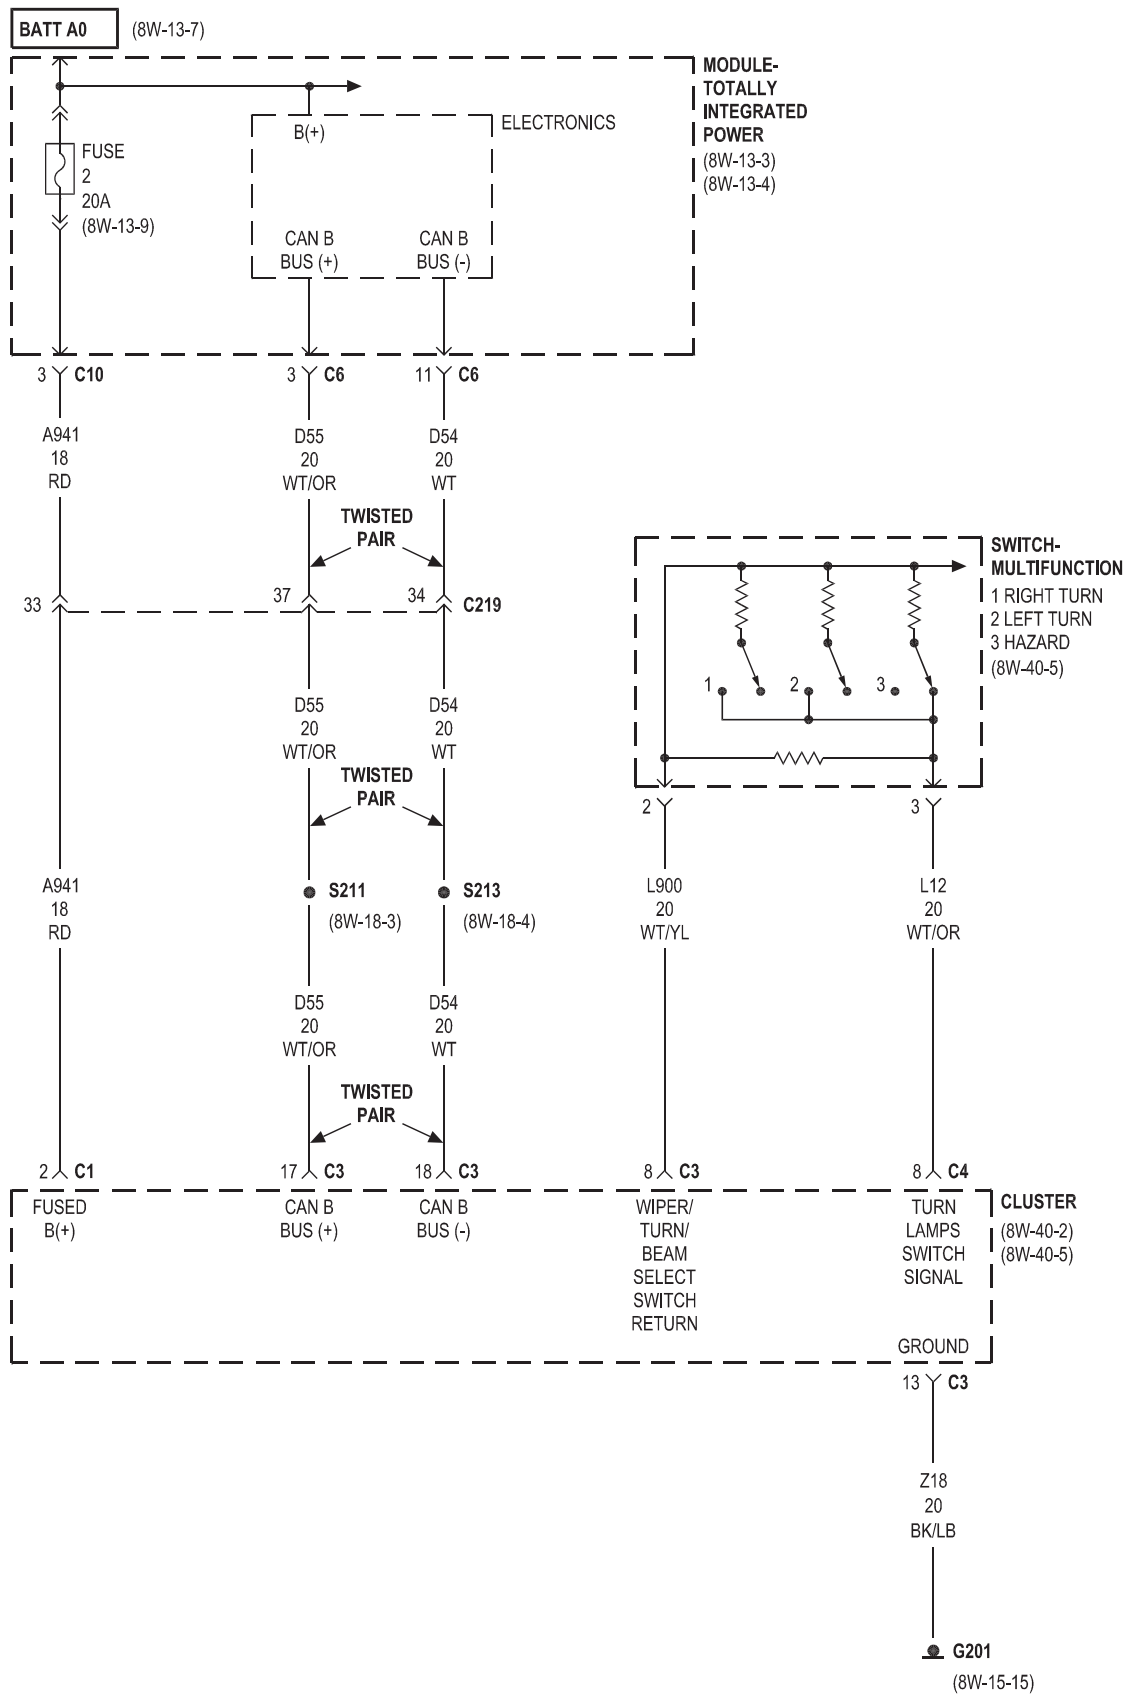 BATT A0 (8W-13-7)
MODULE-
TOTALLY
INTEGRATED
POWER
(8W-13-3)
(8W-13-4)
ELECTRONICS
B(+)
FUSE
2
20A
(8W-13-9)
CAN B
BUS (+)
CAN B
BUS (-)
3 C10
3 C6
11 C6
A941
18
RD
D55
20
WT/OR
D54
20
WT
TWISTED
PAIR
SWITCH-
MULTIFUNCTION
1 RIGHT TURN
2 LEFT TURN
3 HAZARD
(8W-40-5)
33
37
34 C219
1
2
3
D55
20
WT/OR
D54
20
WT
TWISTED
PAIR
2
3
A941
18
RD
S211
(8W-18-3)
S213
(8W-18-4)
L900
20
WT/YL
L12
20
WT/OR
D55
20
WT/OR
D54
20
WT
TWISTED
PAIR
2 C1
17 C3
18 C3
8 C3
8 C4
FUSED
B(+)
CAN B
BUS (+)
CAN B
BUS (-)
WIPER/
TURN/
BEAM
SELECT
SWITCH
RETURN
TURN
LAMPS
SWITCH
SIGNAL
CLUSTER
(8W-40-2)
(8W-40-5)
GROUND
13 C3
Z18
20
BK/LB
G201
(8W-15-15)